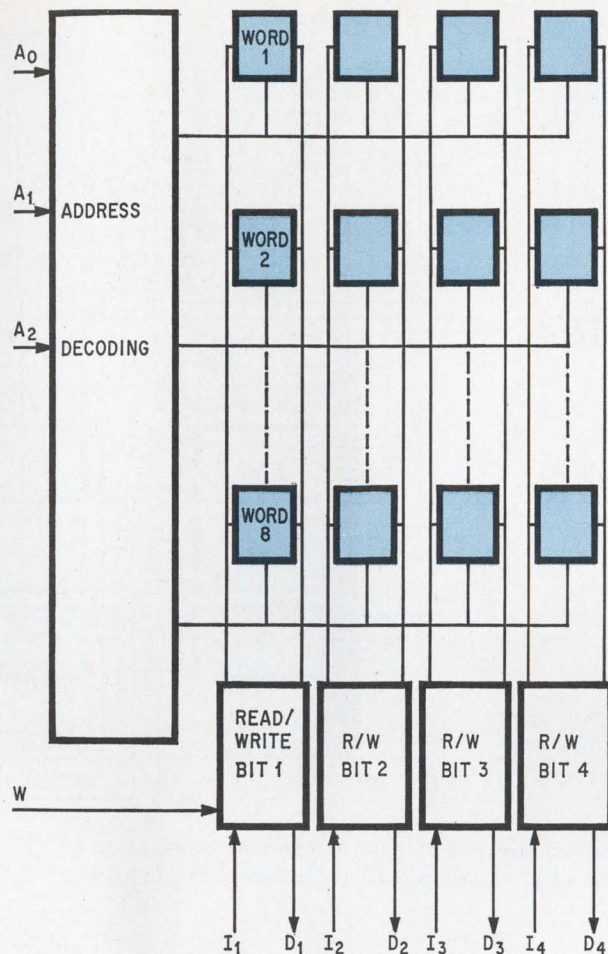 A0
WORD
1
A1
ADDRESS
WORD
2
A2
DECODING
WORD
8
READ/
WRITE
BIT 1
R/W
BIT 2
R/W
BIT 3
R/W
BIT 4
W
I1 D1 I2 D2 I3 D3 I4 D4